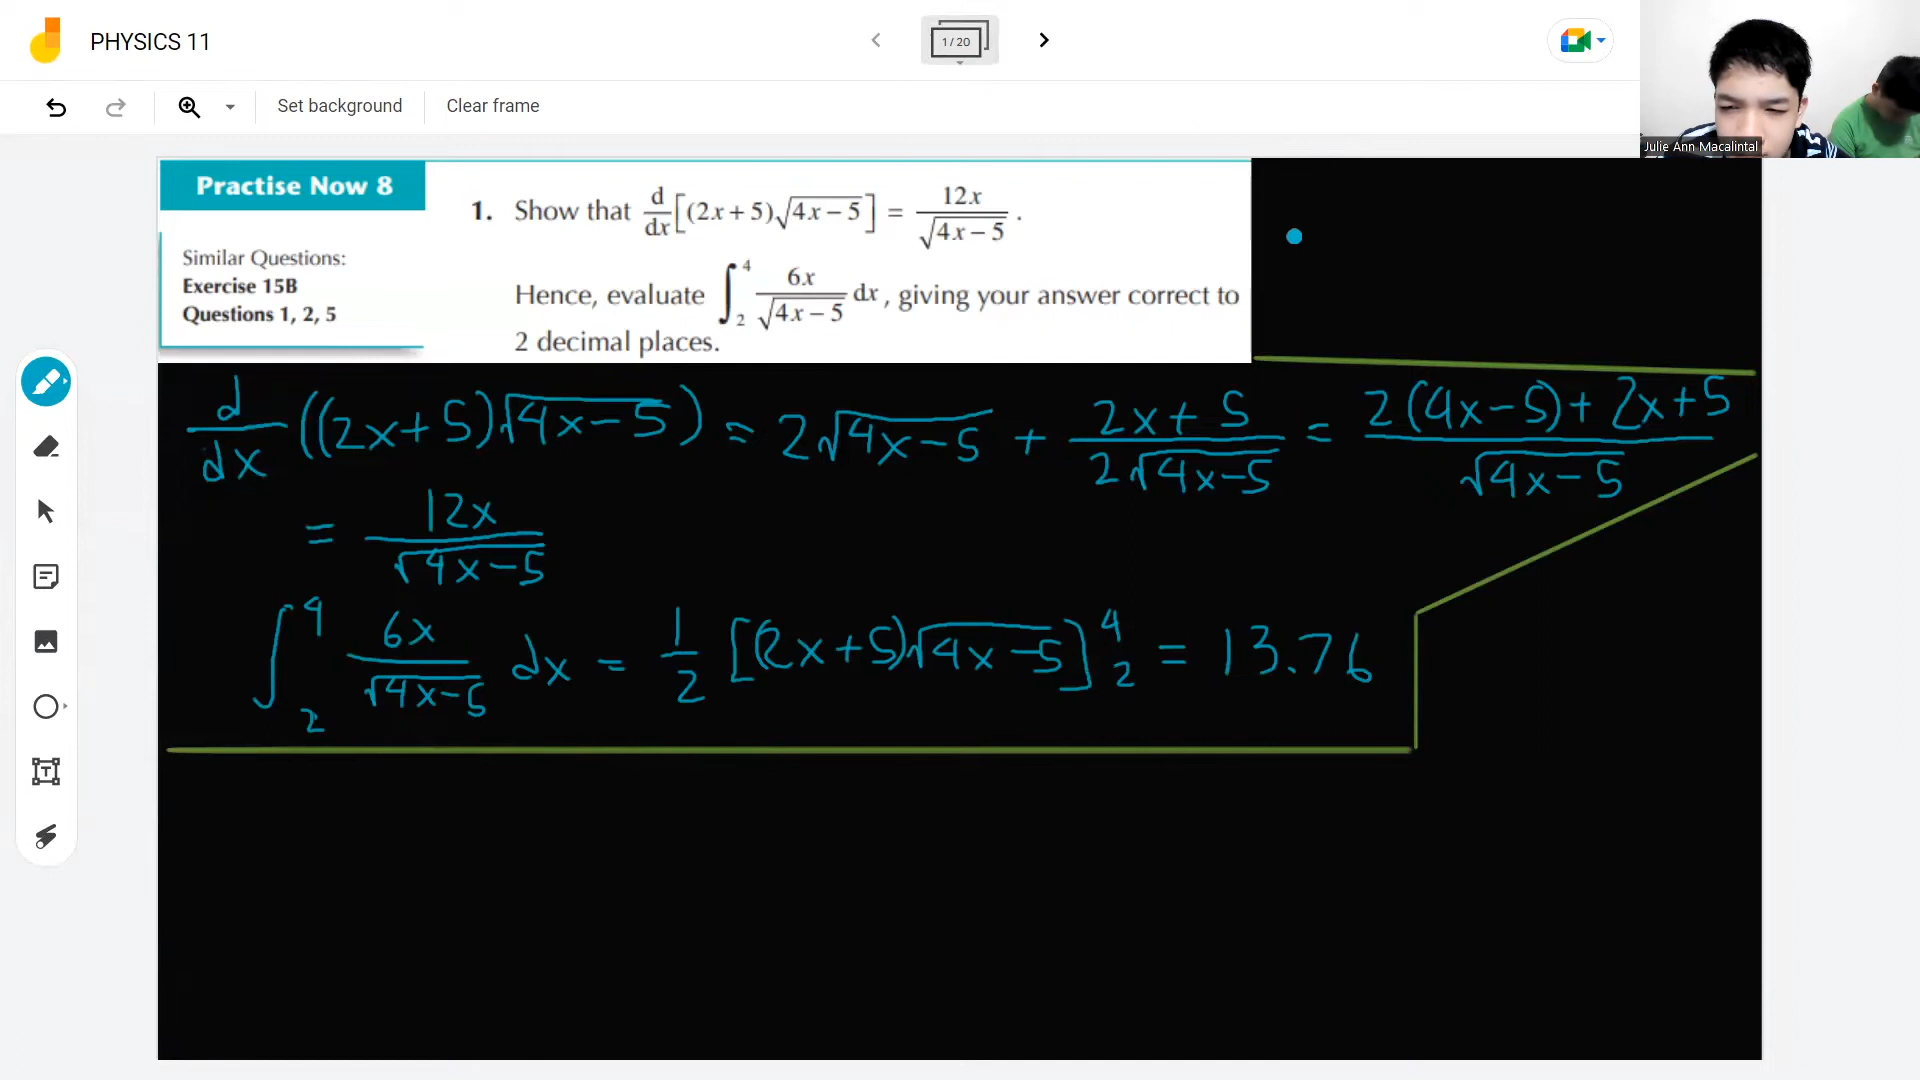 PHYSICS 11
1/20
Set background
Clear frame
Julie Ann Macalintal
Practise Now 8
Similar Questions:
Exercise 15B
Questions 1, 2, 5
1. Show that d/dx[(2x + 5)√(4x – 5)] = 12x/√(4x – 5).
Hence, evaluate ∫₂⁴ 6x/√(4x – 5) dx, giving your answer correct to
2 decimal places.
d/dx ((2x+5)√(4x-5)) = 2√(4x-5) + (2x+5)/(2√(4x-5)) = (2(4x-5)+2x+5)/√(4x-5)
= 12x/√(4x-5)
∫₂⁴ 6x/√(4x-5) dx = 1/2 [(2x+5)√(4x-5)]₂⁴ = 13.76